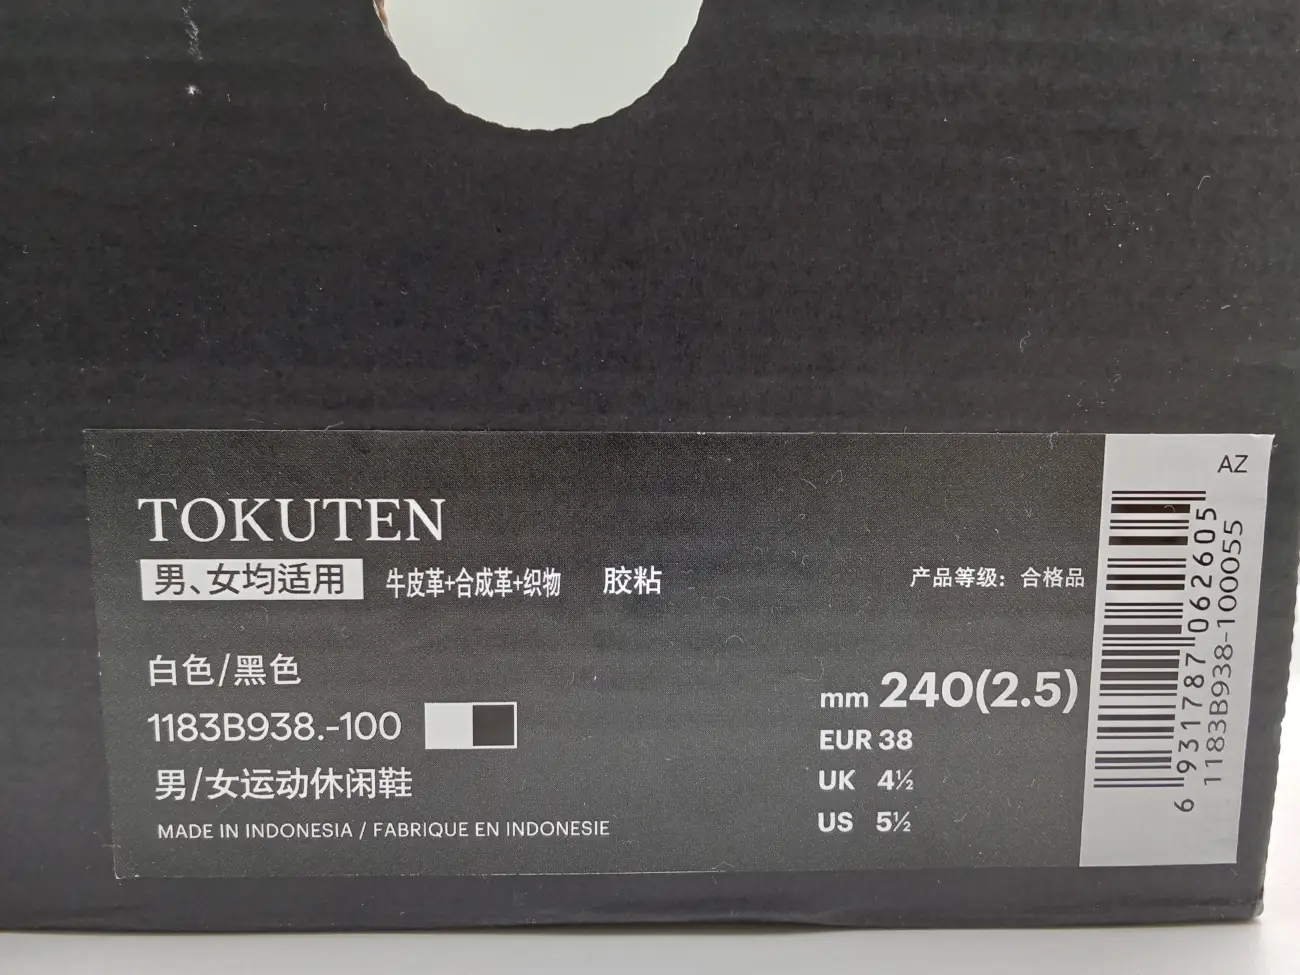 TOKUTEN
男、女均适用 牛皮革+合成革+织物 胶粘 产品等级：合格品
白色/黑色
1183B938.-100
男/女运动休闲鞋
MADE IN INDONESIA / FABRIQUE EN INDONESIE
mm 240(2.5)
EUR 38
UK 4½
US 5½
AZ
6 931787 062605
1183B938-100055